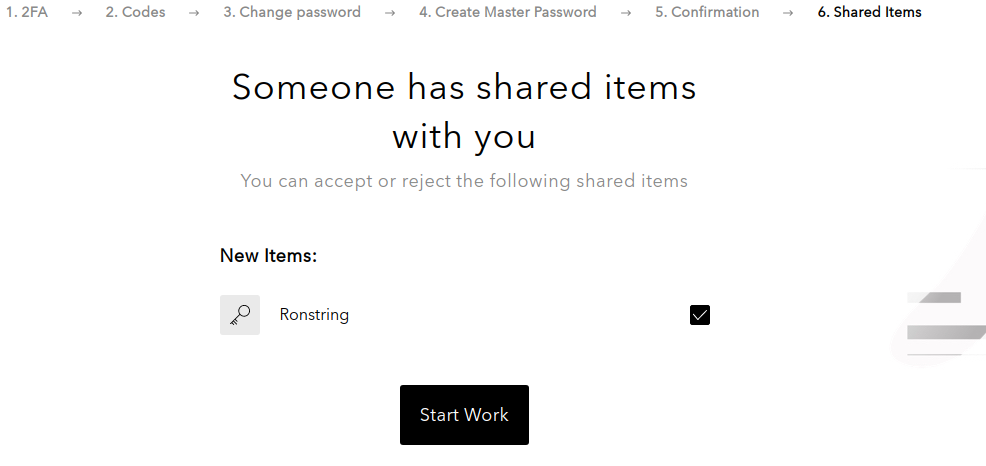 1. 2FA → 2. Codes → 3. Change password → 4. Create Master Password → 5. Confirmation → 6. Shared Items
Someone has shared items
with you
You can accept or reject the following shared items
New Items:
Ronstring
Start Work